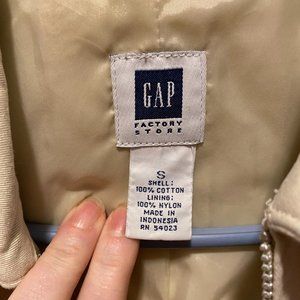 GAP
FACTORY
STORE
S
SHELL:
100% COTTON
LINING:
100% NYLON
MADE IN
INDONESIA
RN 54023